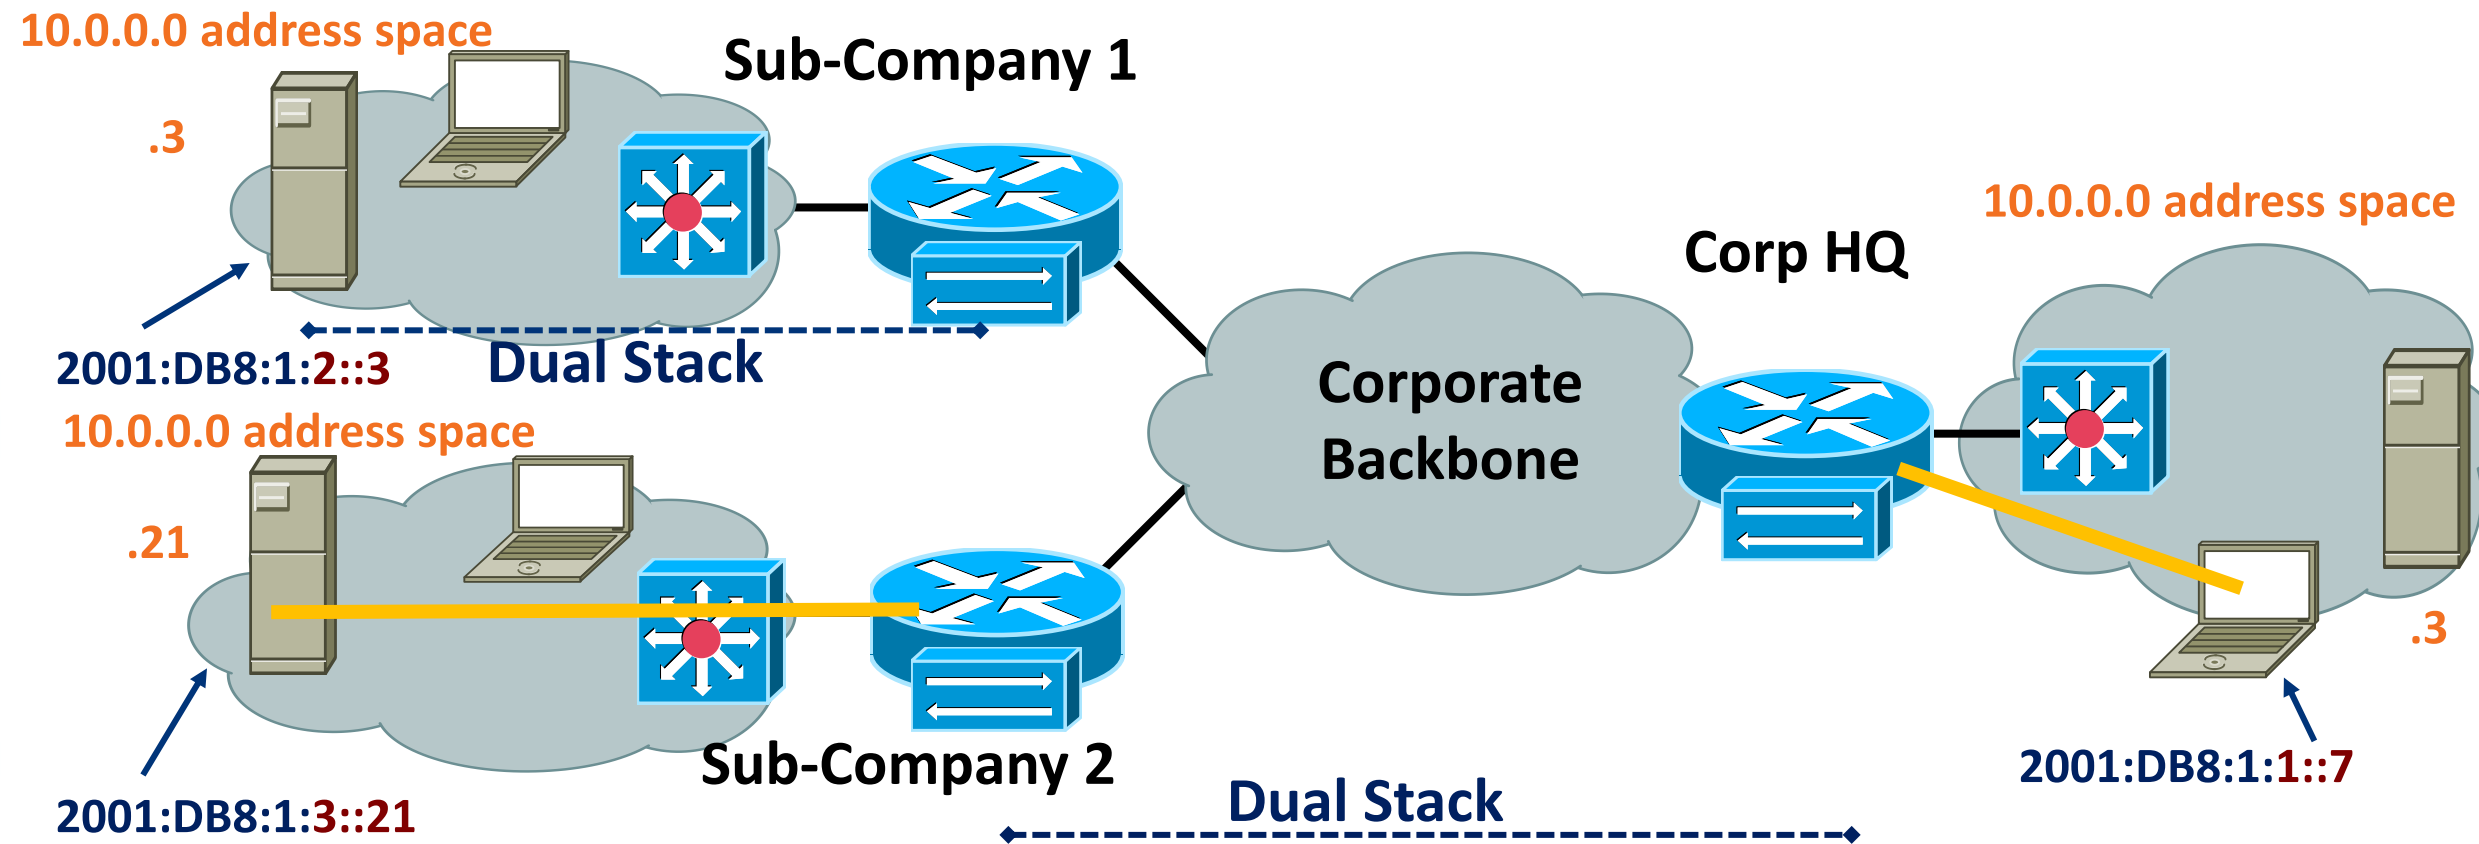 10.0.0.0 address space
Sub-Company 1
.3
2001:DB8:1:2::3
Dual Stack
10.0.0.0 address space
.21
2001:DB8:1:3::21
Sub-Company 2
Corporate
Backbone
Dual Stack
Corp HQ
10.0.0.0 address space
.3
2001:DB8:1:1::7